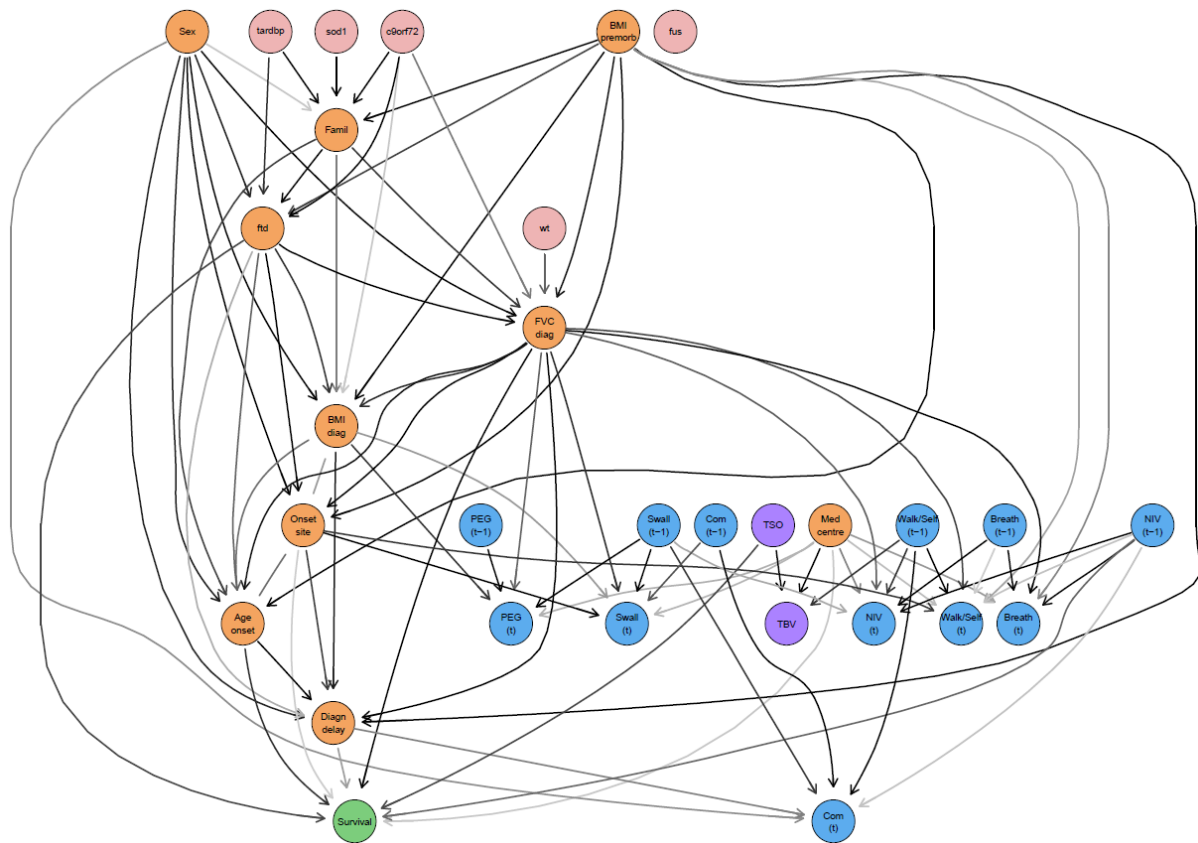 Sex
tardbp
sod1
c9orf72
BMI
premorb
fus
Famil
ftd
wt
FVC
diag
BMI
diag
Onset
site
PEG
(t−1)
Swall
(t−1)
Com
(t−1)
TSO
Med
centre
Walk/Self
(t−1)
Breath
(t−1)
NIV
(t−1)
Age
onset
PEG
(t)
Swall
(t)
TBV
NIV
(t)
Walk/Self
(t)
Breath
(t)
Diagn
delay
Survival
Com
(t)